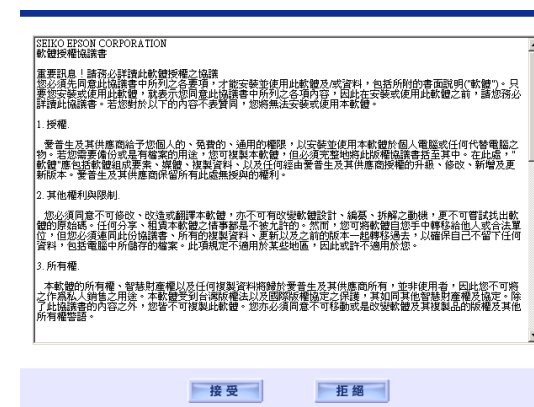 SEIKO EPSON CORPORATION
軟體授權協議書
重要訊息！請務必詳讀此軟體授權之協議
您必須先同意此協議書中所列之各要項，才能安裝並使用此軟體及/或資料，包括所附的書面說明("軟體")。只
要您安裝或使用此軟體，就表示您同意此協議書中所列之各項內容，因此在安裝或使用此軟體之前，請您務必
詳讀此協議書。若您對於以下的內容不表贊同，您將無法安裝或使用本軟體。
1. 授權.
愛普生及其供應商給予您個人的、免費的、通用的權限，以安裝並使用本軟體於個人電腦或任何代替電腦之
物。若您需要備份或是有檔案的用途，您可複製本軟體，但必須完整地將此版權協議書括至其中。在此處，"
軟體"應包括軟體組成要素、媒體、複製資料、以及任何經由愛普生及其供應商授權的升級、修改、新增及更
新版本。愛普生及其供應商保留所有此處無授與的權利。
2. 其他權利與限制.
您必須同意不可修改、改造或翻譯本軟體，亦不可有改變軟體設計、編纂、拆解之動機，更不可嘗試找出軟
體的原始碼。任何分享、租賃本軟體之情事都是不被允許的。然而，您可將軟體自您手中轉移給他人或合法單
位，但您必須連同此份協議書、所有的複製資料、更新以及之前的版本一起轉移過去，以確保自己不留下任何
資料，包括電腦中所儲存的檔案。此項規定不適用於某些地區，因此或許不適用於您。
3. 所有權.
本軟體的所有權、智慧財產權以及任何複製資料將歸於愛普生及其供應商所有，並非使用者，因此您不可將
之作為私人銷售之用途。本軟體受到台灣版權法以及國際版權協定之保護，其如同其他智慧財產權及協定。除
了此協議書的內容之外，您皆不可複製此軟體。您亦必須同意不可移動或是改變軟體及其複製品的版權及其他
所有權警語。
接受
拒絕